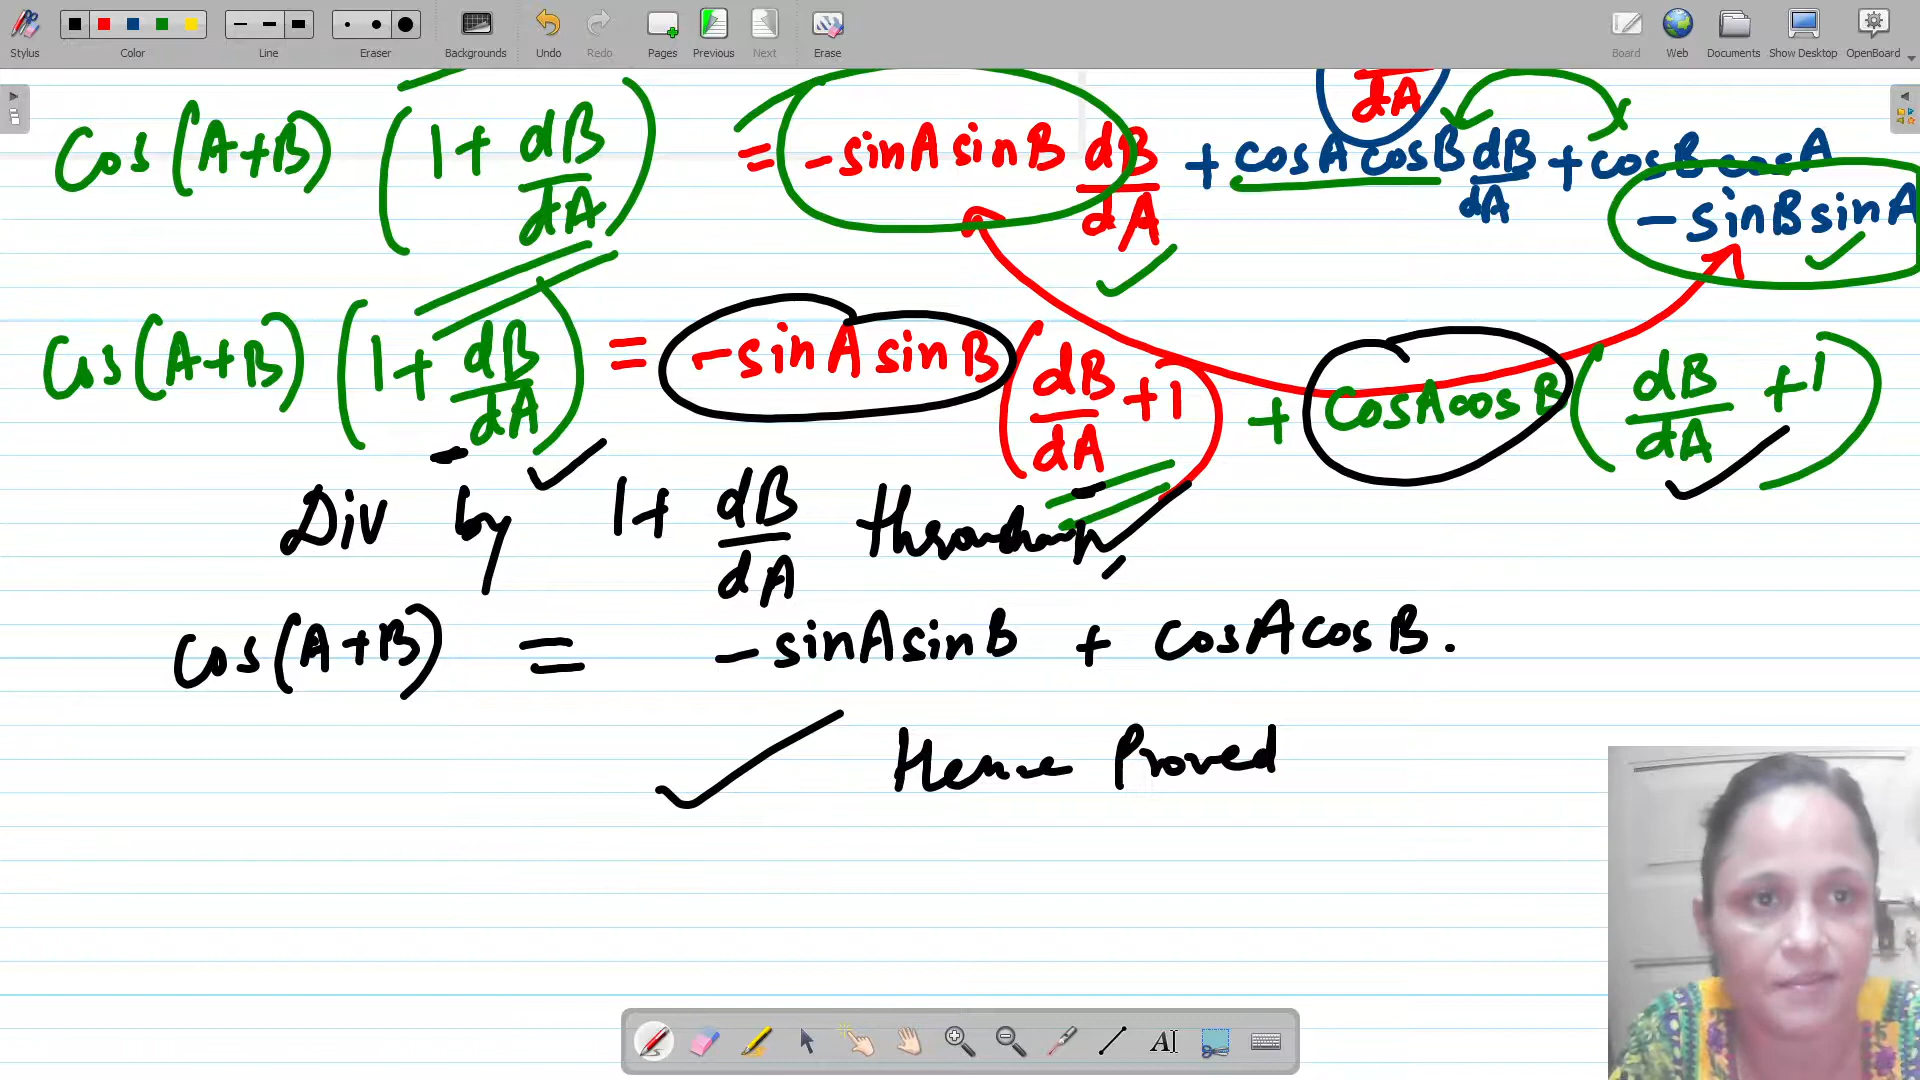 Stylus Color Line Eraser Backgrounds Undo Redo Pages Previous Next Erase Board Web Documents Show Desktop OpenBoard
dA
Cos (A+B) (1 + dB/dA) = -sinA sinB dB/dA + cosA cosB dB/dA + cosB cosA
- sinB sinA
Cos (A+B) (1 + dB/dA) = -sinA sinB (dB/dA + 1) + cosA cos B (dB/dA + 1)
Div by 1 + dB/dA
cos (A+B) = - sinA sinB + cosA cosB.
Hence Proved